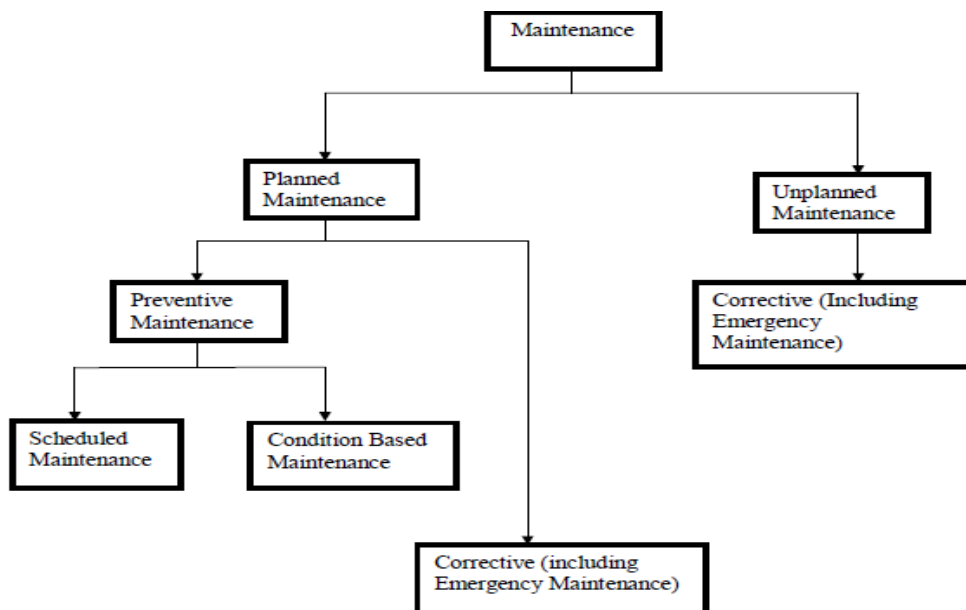 Maintenance
Planned
Maintenance
Unplanned
Maintenance
Preventive
Maintenance
Corrective (Including
Emergency
Maintenance)
Scheduled
Maintenance
Condition Based
Maintenance
Corrective (including
Emergency Maintenance)